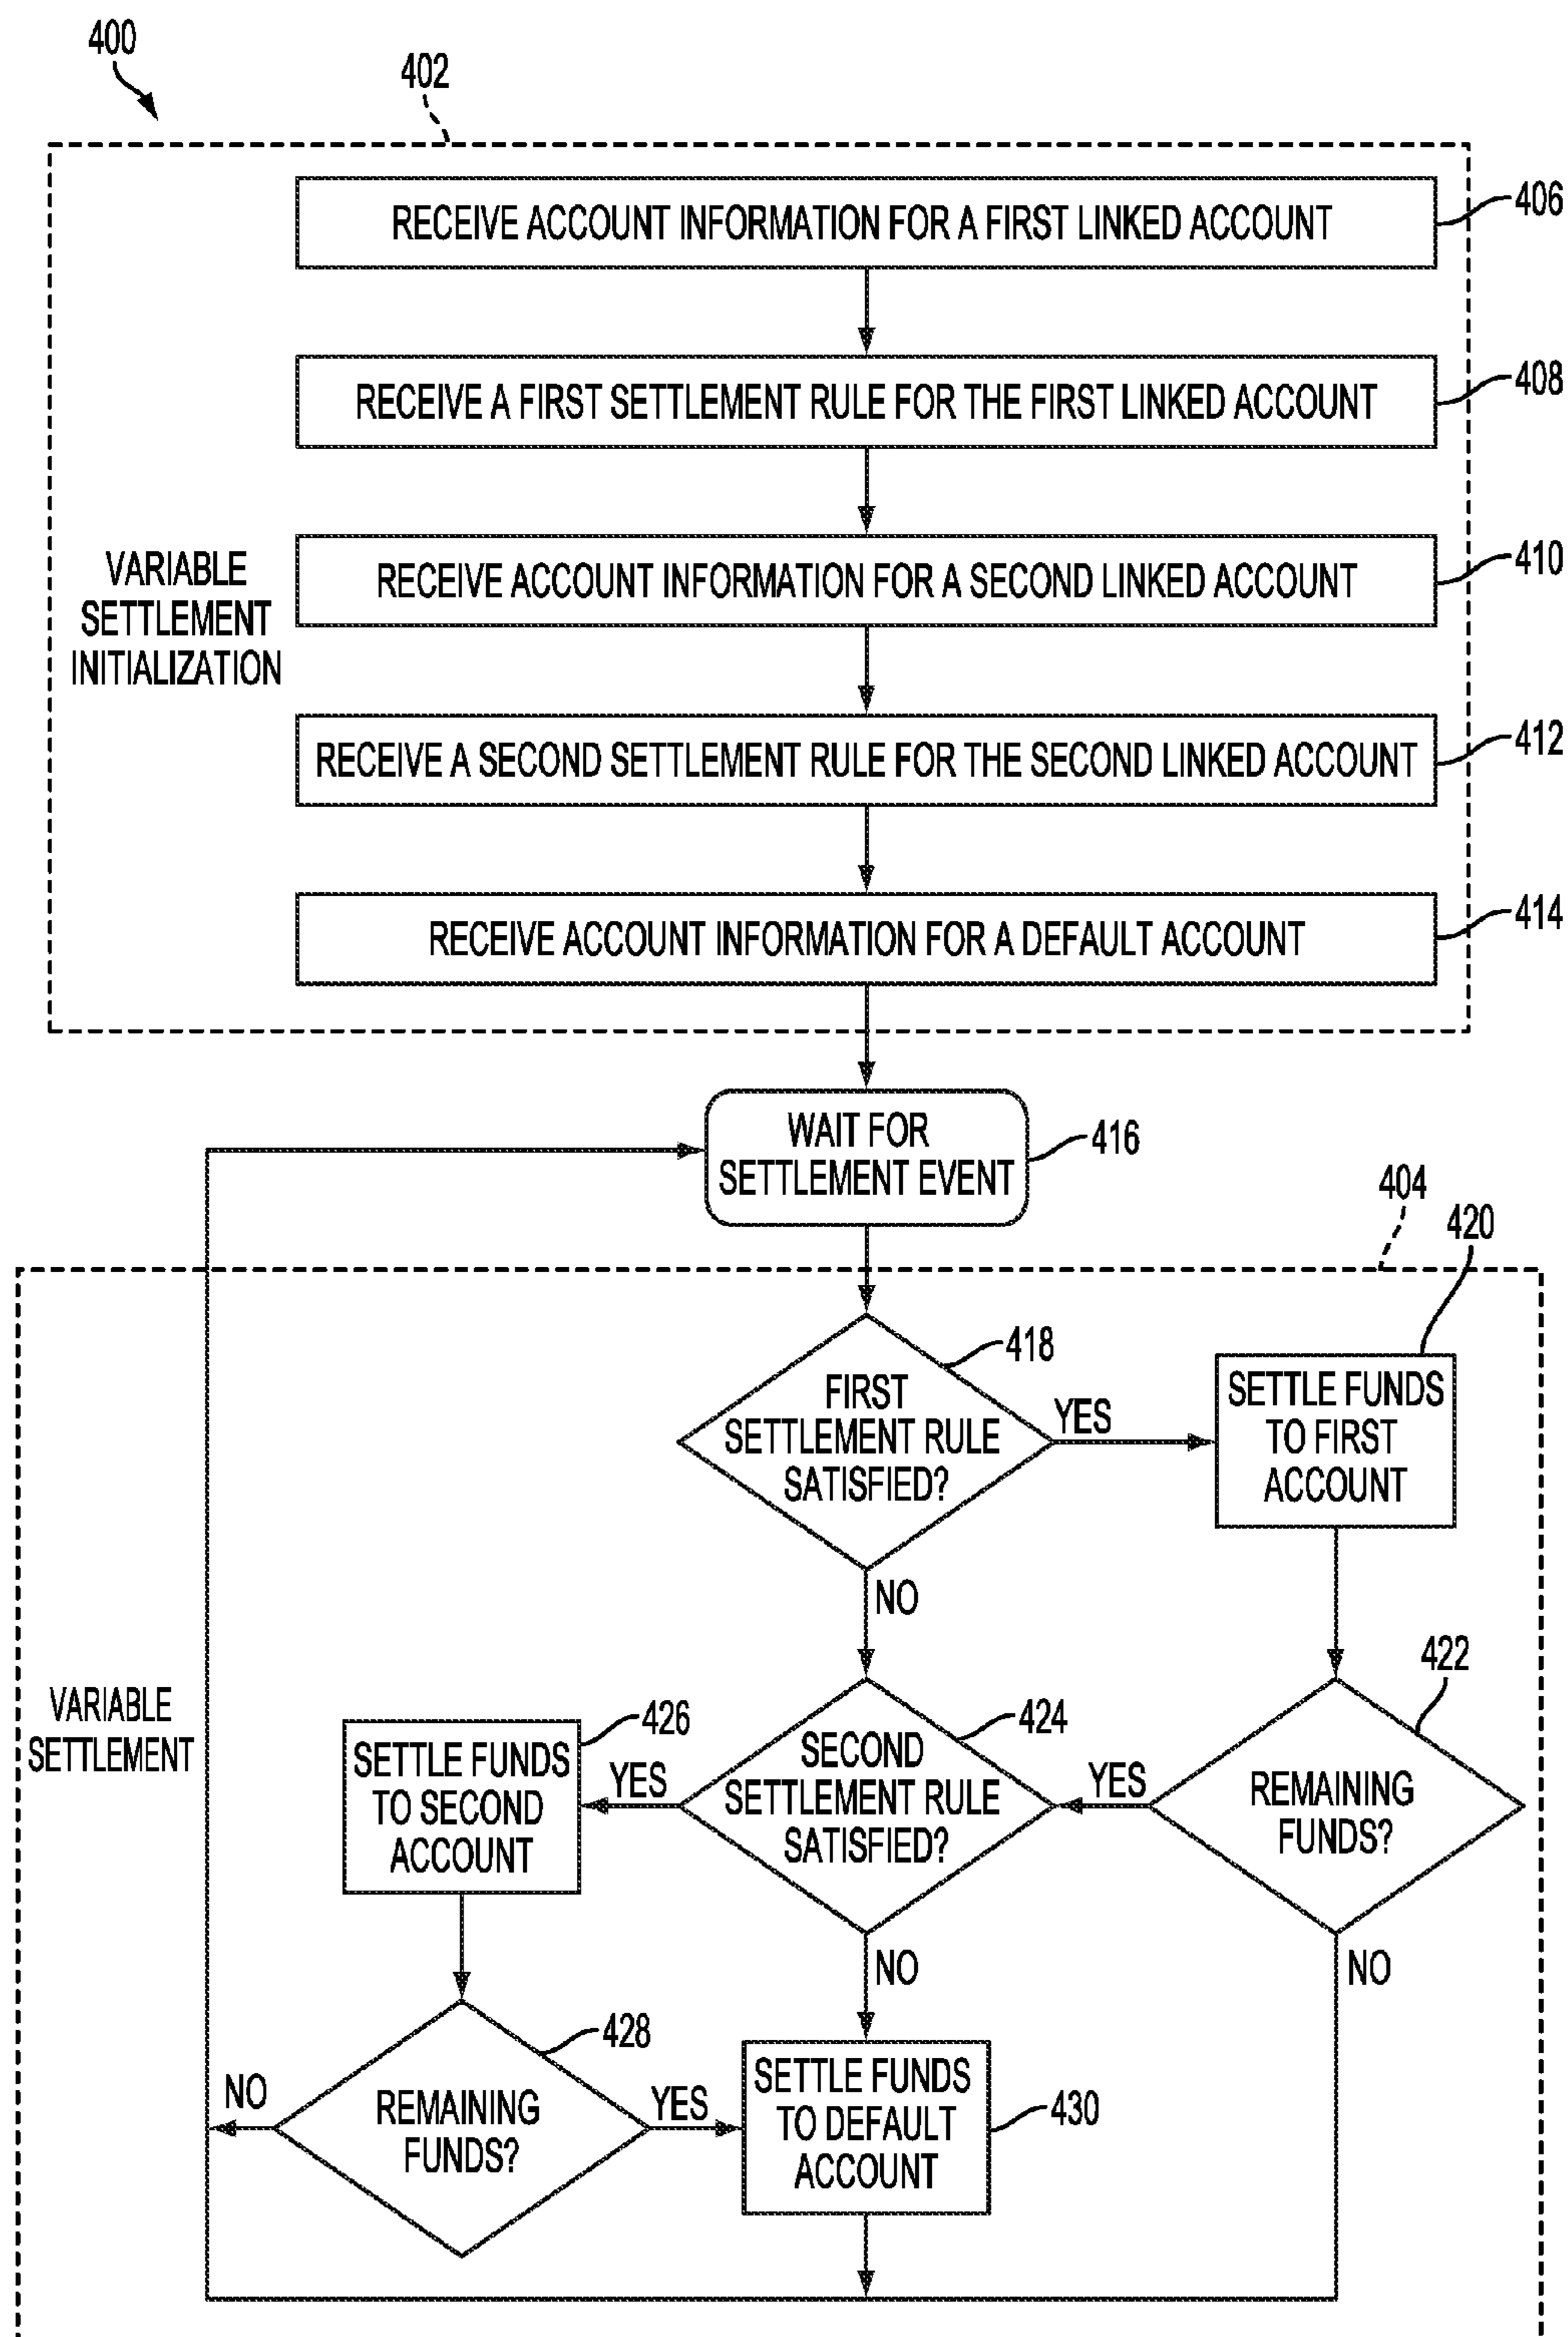 400
402
RECEIVE ACCOUNT INFORMATION FOR A FIRST LINKED ACCOUNT
406
RECEIVE A FIRST SETTLEMENT RULE FOR THE FIRST LINKED ACCOUNT
408
VARIABLE
SETTLEMENT
INITIALIZATION
RECEIVE ACCOUNT INFORMATION FOR A SECOND LINKED ACCOUNT
410
RECEIVE A SECOND SETTLEMENT RULE FOR THE SECOND LINKED ACCOUNT
412
RECEIVE ACCOUNT INFORMATION FOR A DEFAULT ACCOUNT
414
WAIT FOR
SETTLEMENT EVENT
416
404
420
418
FIRST
SETTLEMENT RULE
SATISFIED?
YES
SETTLE FUNDS
TO FIRST
ACCOUNT
NO
422
VARIABLE
SETTLEMENT
426
SETTLE FUNDS
TO SECOND
ACCOUNT
YES
424
SECOND
SETTLEMENT RULE
SATISFIED?
YES
REMAINING
FUNDS?
NO
NO
428
NO
REMAINING
FUNDS?
YES
SETTLE FUNDS
TO DEFAULT
ACCOUNT
430